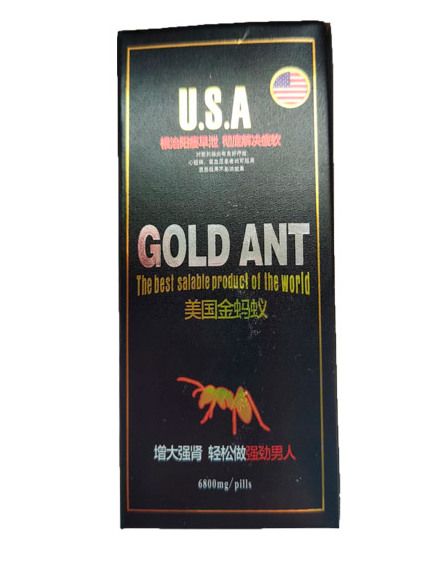 U.S.A
根治阳痿早泄 彻底解决疲软
GOLD ANT
The best salable product of the world
美国金蚂蚁
增大强肾 轻松做强劲男人
6800mg/pills